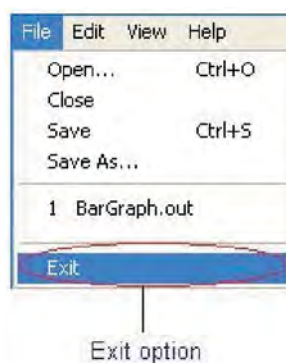 File Edit View Help
Open... Ctrl+O
Close
Save Ctrl+S
Save As...
1 BarGraph.out
Exit
Exit option